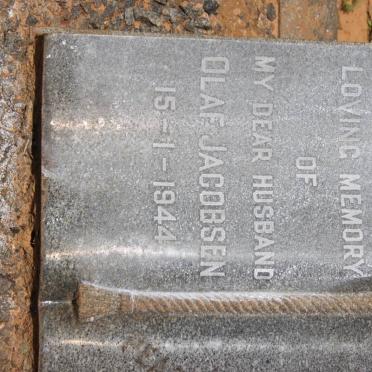 LOVING MEMORY
OF
MY DEAR HUSBAND
OLAF JACOBSEN
15-1-1944